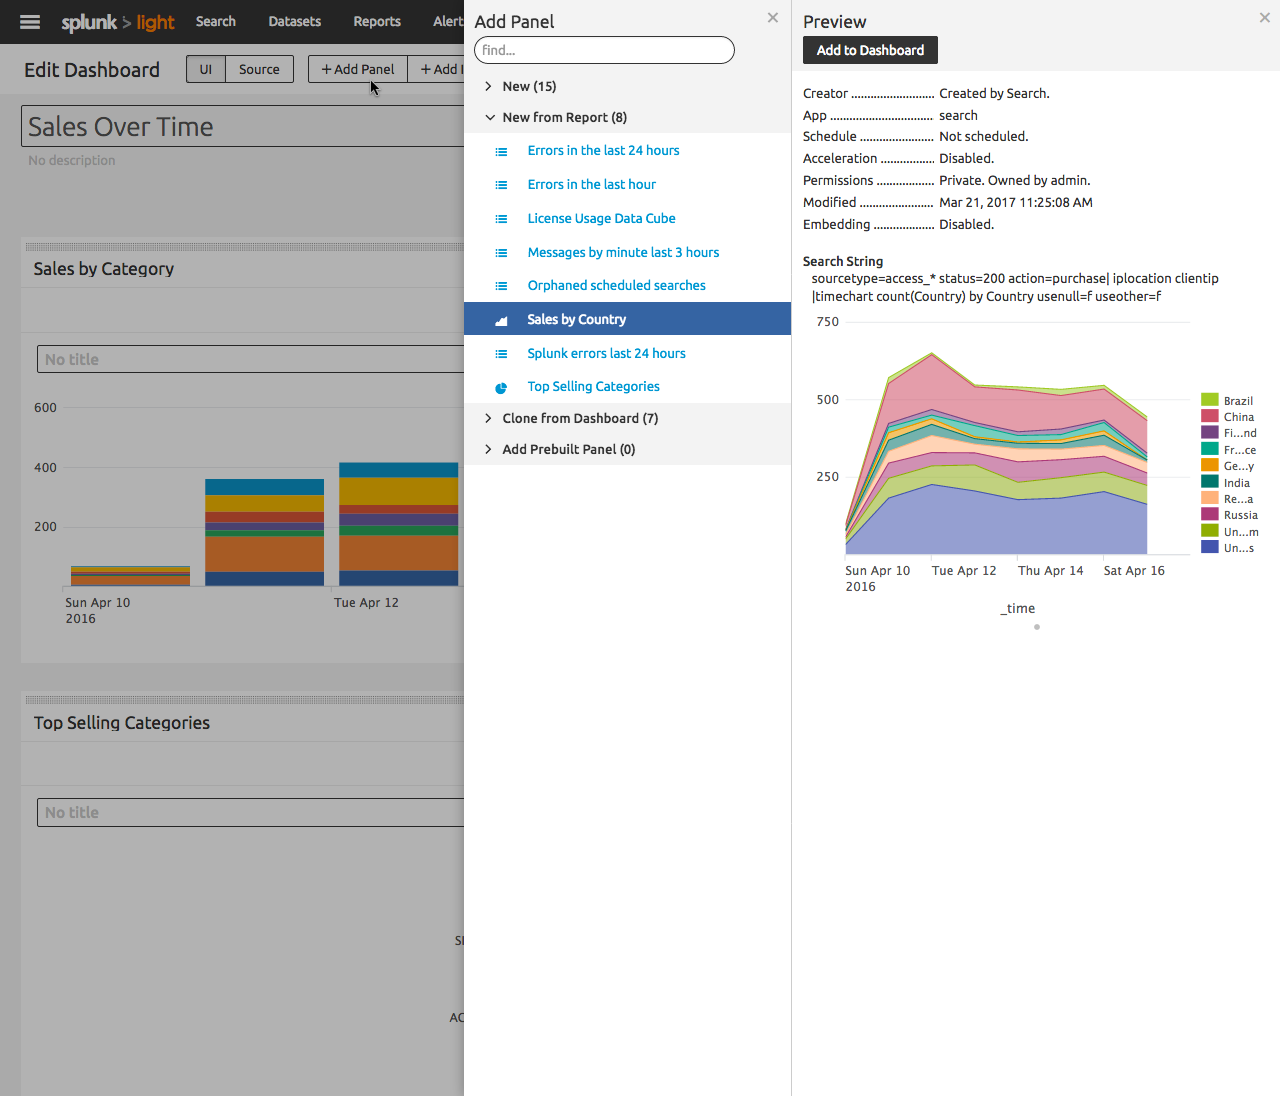 splunk > light Search Datasets Reports Alert
Edit Dashboard UI Source + Add Panel + Add I
Sales Over Time
No description
Sales by Category
No title
600
400
200
Sun Apr 10
2016
Tue Apr 12
Top Selling Categories
No title
SI
AC
Add Panel
find...
New (15)
New from Report (8)
Errors in the last 24 hours
Errors in the last hour
License Usage Data Cube
Messages by minute last 3 hours
Orphaned scheduled searches
Sales by Country
Splunk errors last 24 hours
Top Selling Categories
Clone from Dashboard (7)
Add Prebuilt Panel (0)
Preview
Add to Dashboard
Creator .......................... Created by Search.
App ................................ search
Schedule ....................... Not scheduled.
Acceleration ................. Disabled.
Permissions .................. Private. Owned by admin.
Modified ....................... Mar 21, 2017 11:25:08 AM
Embedding ................... Disabled.
Search String
sourcetype=access_* status=200 action=purchase| iplocation clientip
|timechart count(Country) by Country usenull=f useother=f
750
500
250
Sun Apr 10
2016
Tue Apr 12
Thu Apr 14
Sat Apr 16
_time
Brazil
China
Fi...nd
Fr...ce
Ge...y
India
Re...a
Russia
Un...m
Un...s